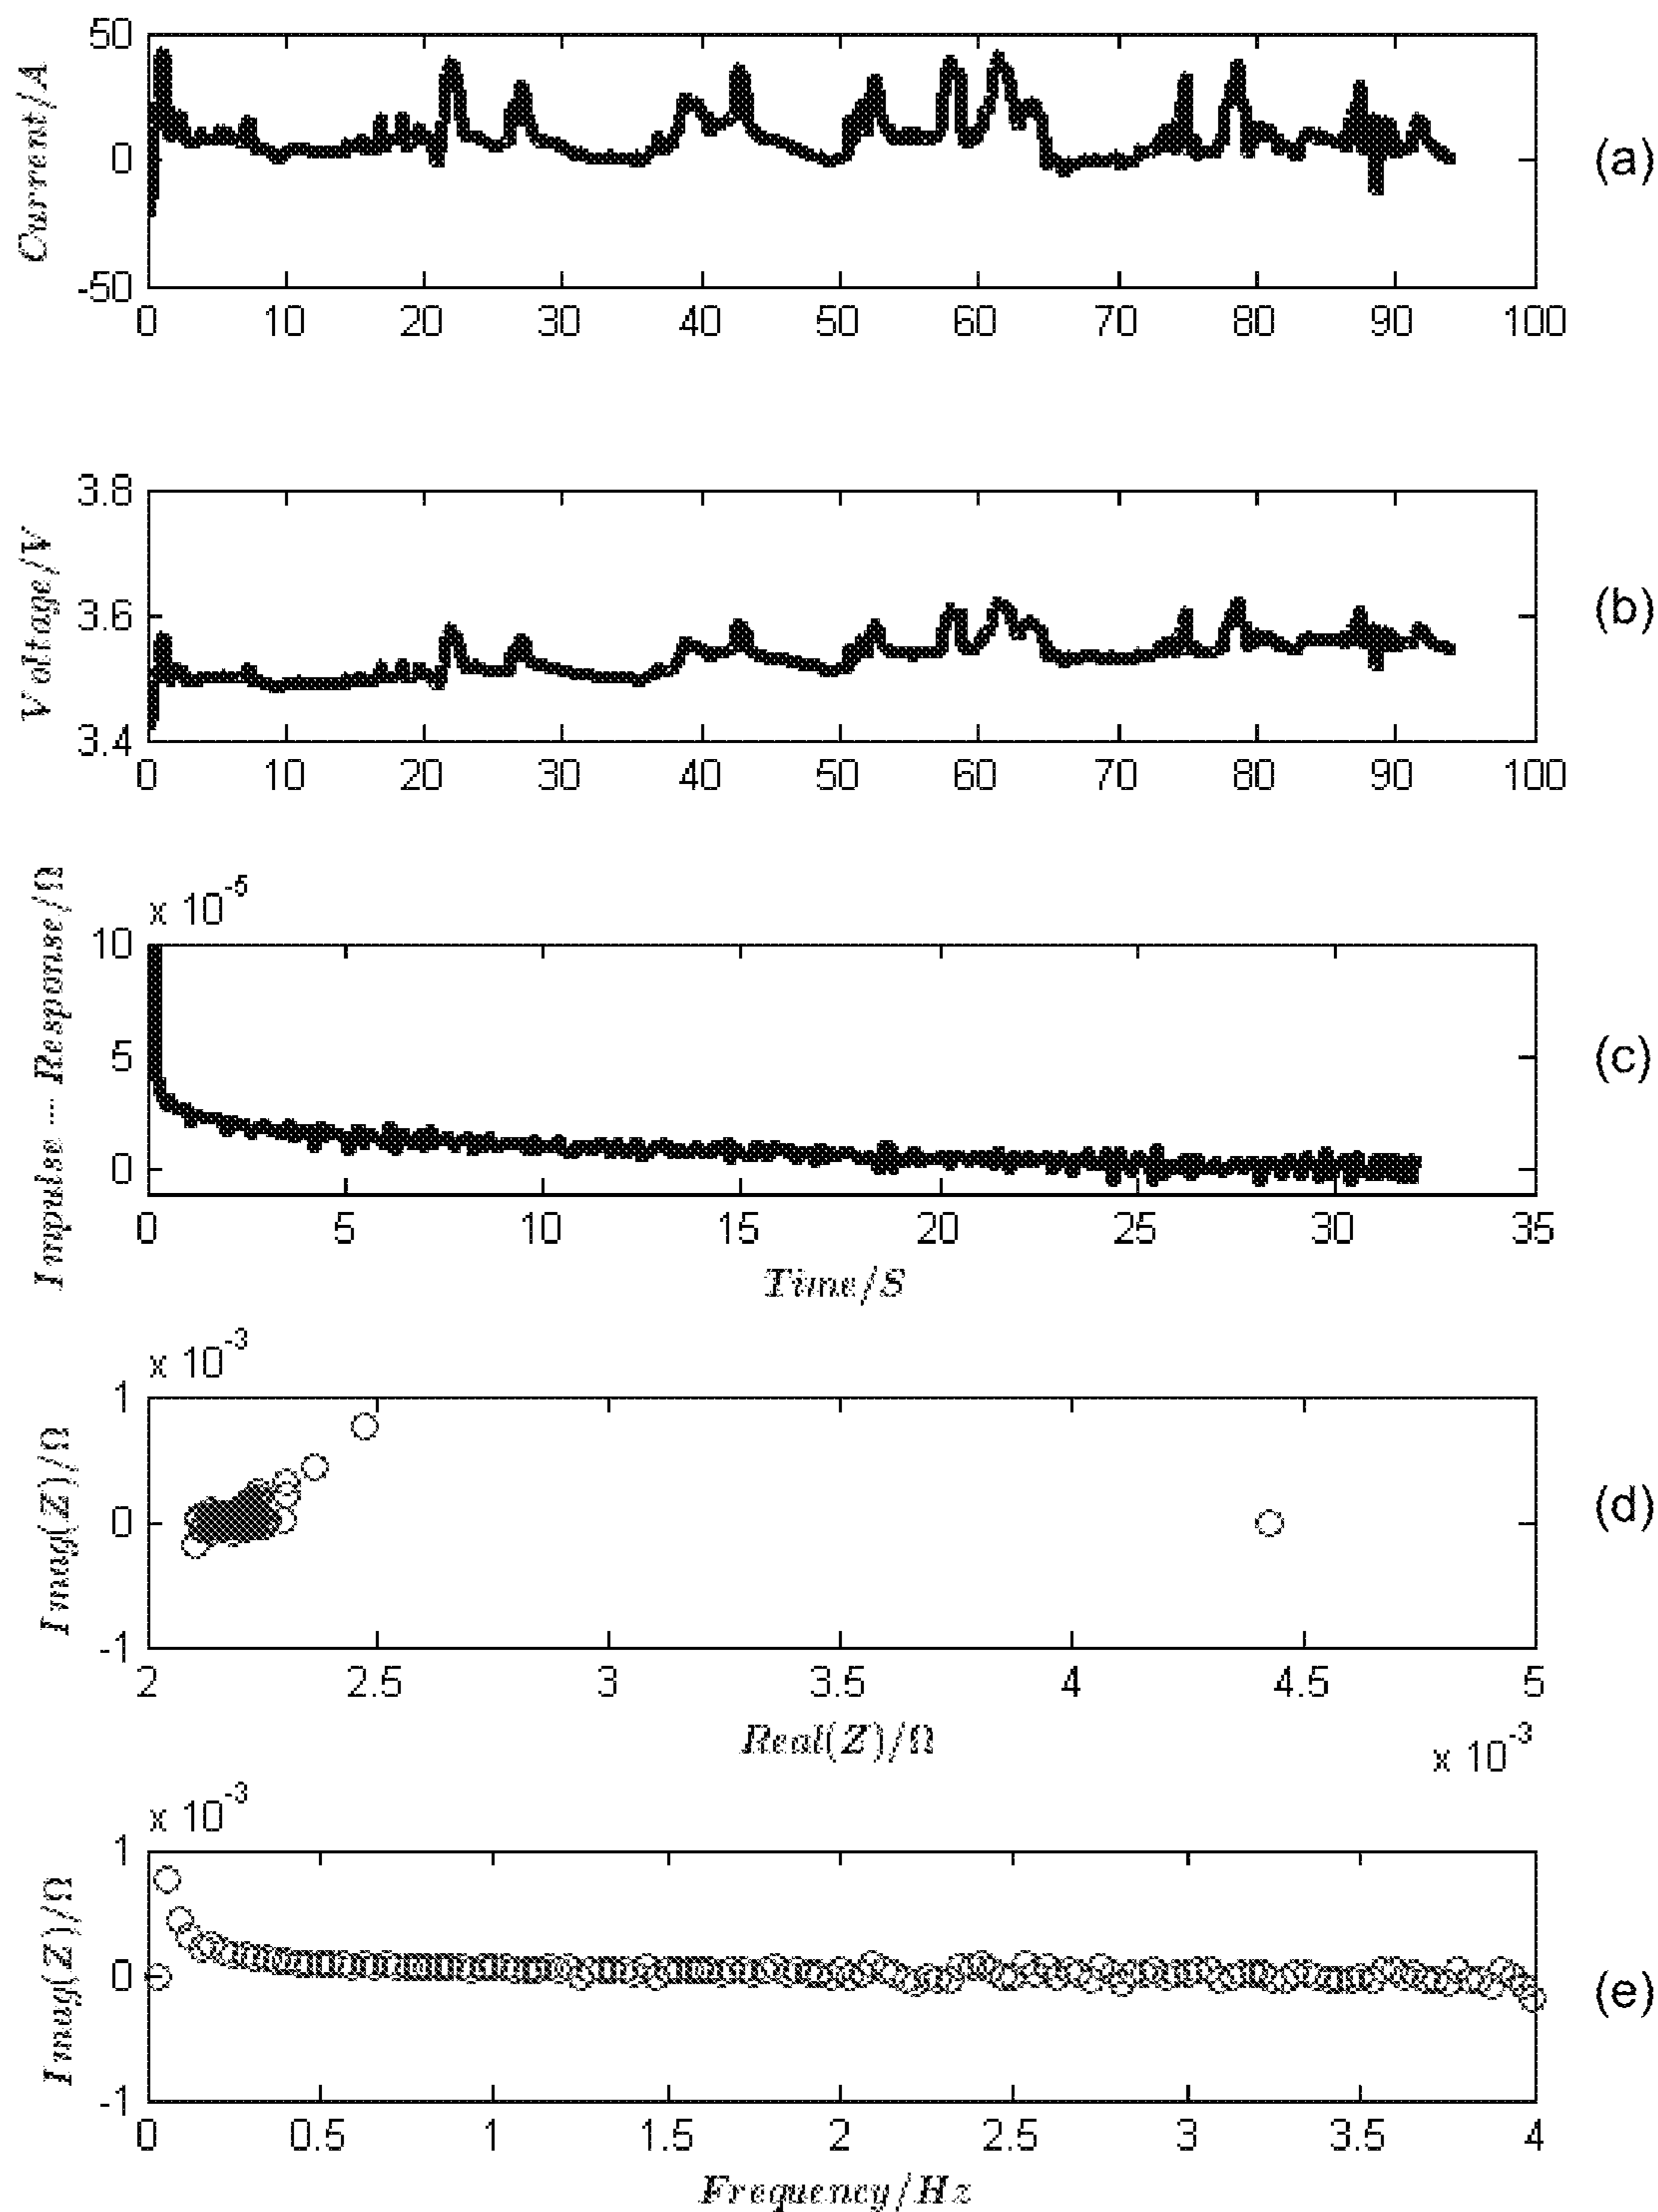 50
0
-50
Current/A
0 10 20 30 40 50 60 70 80 90 100
(a)
3.8
3.6
3.4
Voltage/V
0 10 20 30 40 50 60 70 80 90 100
(b)
x 10-5
10
5
0
Impulse --- Response/Ω
0 5 10 15 20 25 30 35
Time/S
(c)
x 10-3
1
0
-1
Imag(Z)/Ω
2 2.5 3 3.5 4 4.5 5
Real(Z)/Ω
x 10-3
(d)
x 10-3
1
0
-1
Imag(Z)/Ω
0 0.5 1 1.5 2 2.5 3 3.5 4
Frequency/Hz
(e)